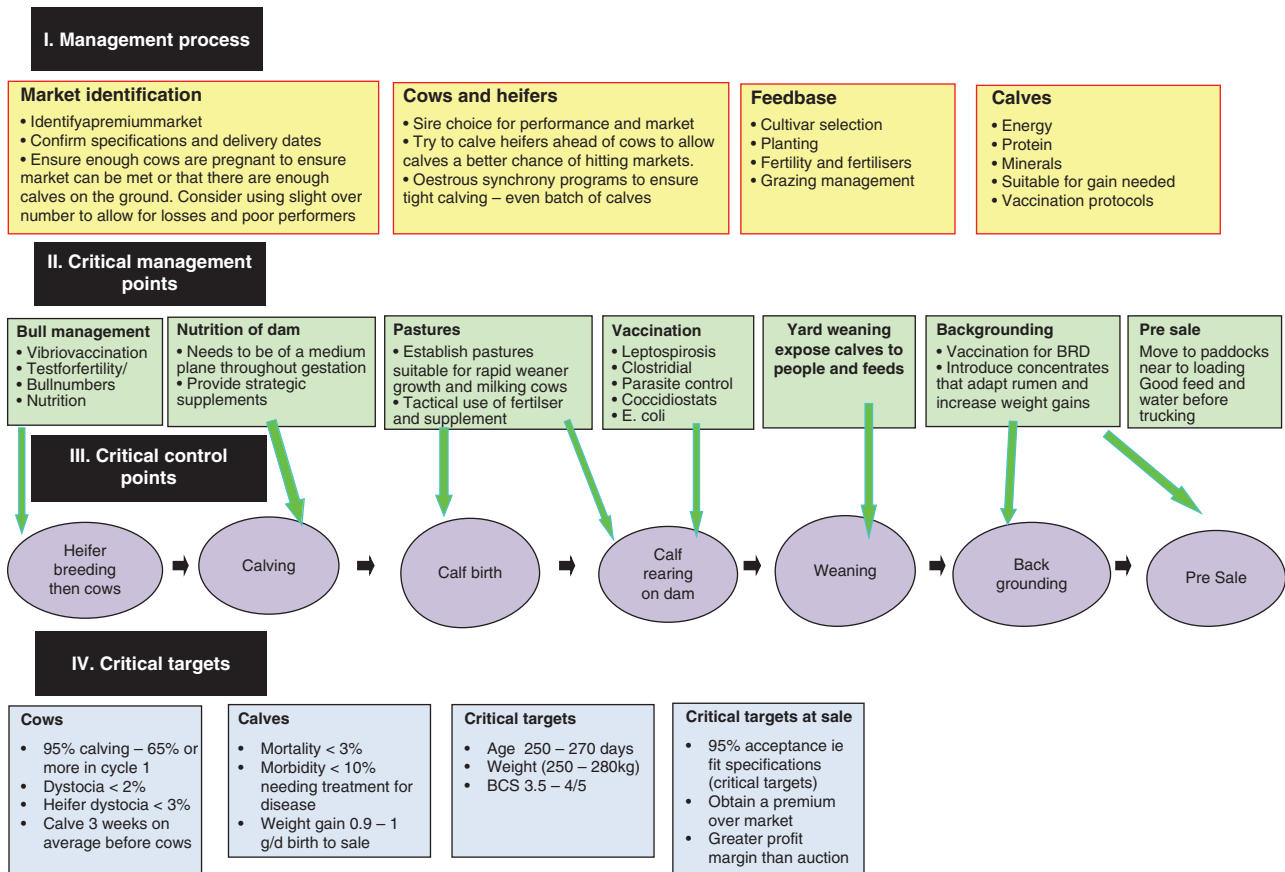 I. Management process
Market identification
• Identifyapremiummarket
• Confirm specifications and delivery dates
• Ensure enough cows are pregnant to ensure
market can be met or that there are enough
calves on the ground. Consider using slight over
number to allow for losses and poor performers
Cows and heifers
• Sire choice for performance and market
• Try to calve heifers ahead of cows to allow
calves a better chance of hitting markets.
• Oestrous synchrony programs to ensure
tight calving – even batch of calves
Feedbase
• Cultivar selection
• Planting
• Fertility and fertilisers
• Grazing management
Calves
• Energy
• Protein
• Minerals
• Suitable for gain needed
• Vaccination protocols
II. Critical management
points
Bull management
• Vibriovaccination
• Testforfertility/
• Bullnumbers
• Nutrition
Nutrition of dam
• Needs to be of a medium
plane throughout gestation
• Provide strategic
supplements
Pastures
• Establish pastures
suitable for rapid weaner
growth and milking cows
• Tactical use of fertilser
and supplement
Vaccination
• Leptospirosis
• Clostridial
• Parasite control
• Coccidiostats
• E. coli
Yard weaning
expose calves to
people and feeds
Backgrounding
• Vaccination for BRD
• Introduce concentrates
that adapt rumen and
increase weight gains
Pre sale
Move to paddocks
near to loading
Good feed and
water before
trucking
III. Critical control
points
Heifer
breeding
then cows
Calving
Calf birth
Calf
rearing
on dam
Weaning
Back
grounding
Pre Sale
IV. Critical targets
Cows
• 95% calving – 65% or
more in cycle 1
• Dystocia < 2%
• Heifer dystocia < 3%
• Calve 3 weeks on
average before cows
Calves
• Mortality < 3%
• Morbidity < 10%
needing treatment for
disease
• Weight gain 0.9 – 1
g/d birth to sale
Critical targets
• Age 250 – 270 days
• Weight (250 – 280kg)
• BCS 3.5 – 4/5
Critical targets at sale
• 95% acceptance ie
fit specifications
(critical targets)
• Obtain a premium
over market
• Greater profit
margin than auction